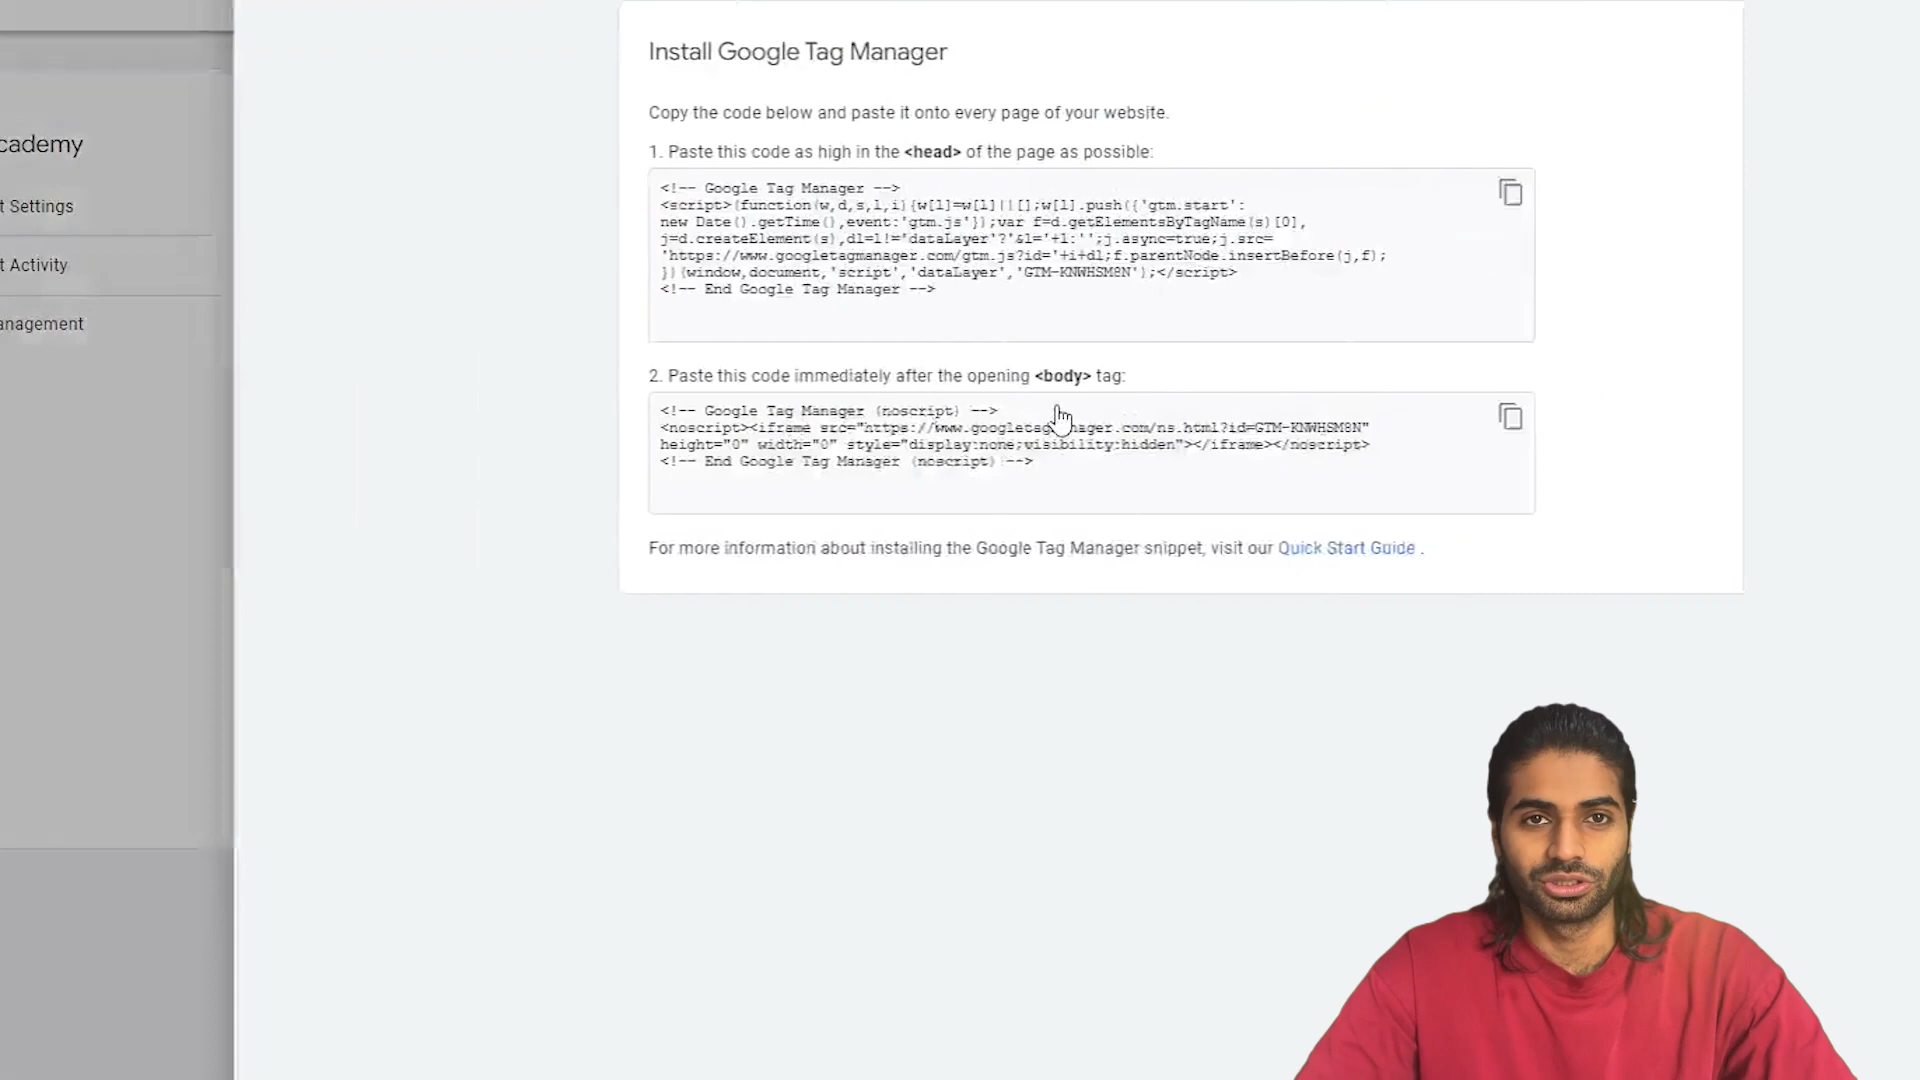 Install Google Tag Manager
Copy the code below and paste it onto every page of your website.
1. Paste this code as high in the <head> of the page as possible:
<!-- Google Tag Manager -->
<script>(function(w,d,s,l,i){w[l]=w[l]||[];w[l].push({'gtm.start':
new Date().getTime(),event:'gtm.js'});var f=d.getElementsByTagName(s)[0],
j=d.createElement(s),dl=l!='dataLayer'?'&l='+l:'';j.async=true;j.src=
'https://www.googletagmanager.com/gtm.js?id='+i+dl;f.parentNode.insertBefore(j,f);
})(window,document,'script','dataLayer','GTM-KNWHSM8N');</script>
<!-- End Google Tag Manager -->
2. Paste this code immediately after the opening <body> tag:
<!-- Google Tag Manager (noscript) -->
<noscript><iframe src="https://www.googletagmanager.com/ns.html?id=GTM-KNWHSM8N"
height="0" width="0" style="display:none;visibility:hidden"></iframe></noscript>
<!-- End Google Tag Manager (noscript) -->
For more information about installing the Google Tag Manager snippet, visit our Quick Start Guide .
cademy
t Settings
t Activity
anagement